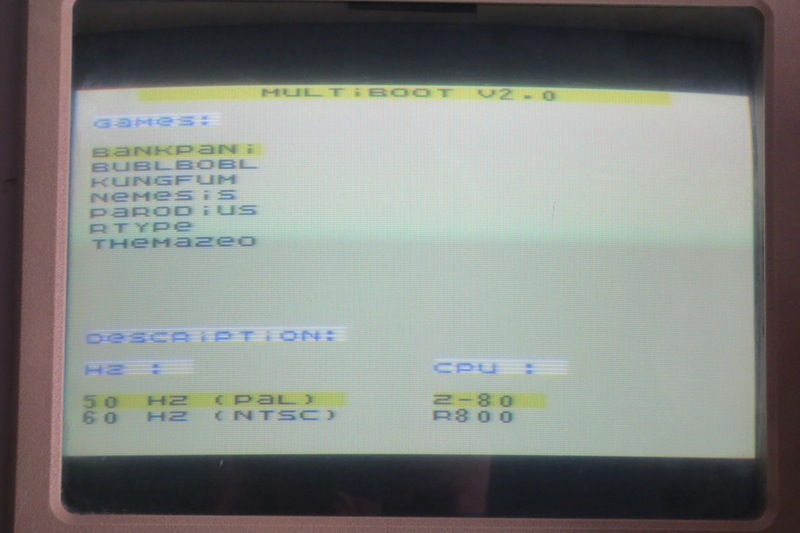 MULTiBOOT V2.0
Games:
BaNKPaNi
BUBLBOBL
KUNGFUM
NeMesiS
PaRODiUS
RTYPe
THeMaZeO
DesCRiPTiON:
HZ : CPU :
50 HZ (PaL) Z-80
60 HZ (NTSC) R800